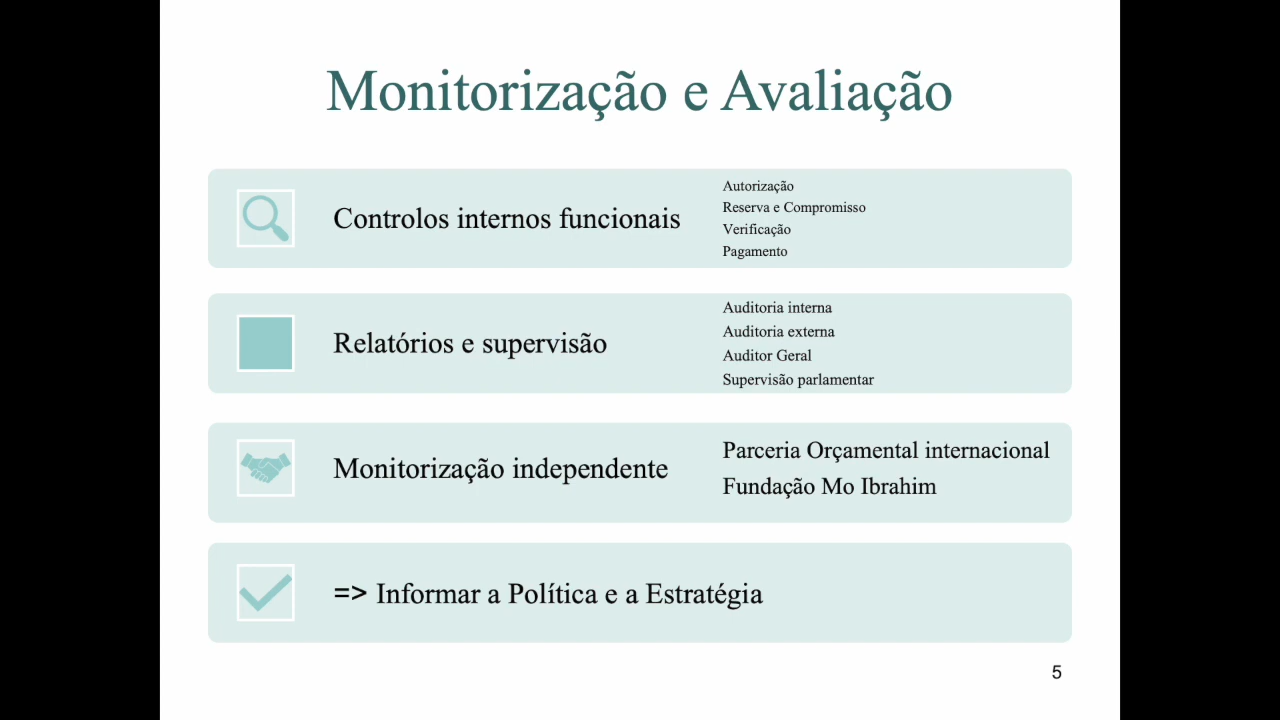 Monitorização e Avaliação
Controlos internos funcionais
Autorização
Reserva e Compromisso
Verificação
Pagamento
Relatórios e supervisão
Auditoria interna
Auditoria externa
Auditor Geral
Supervisão parlamentar
Monitorização independente
Parceria Orçamental internacional
Fundação Mo Ibrahim
=> Informar a Política e a Estratégia
5